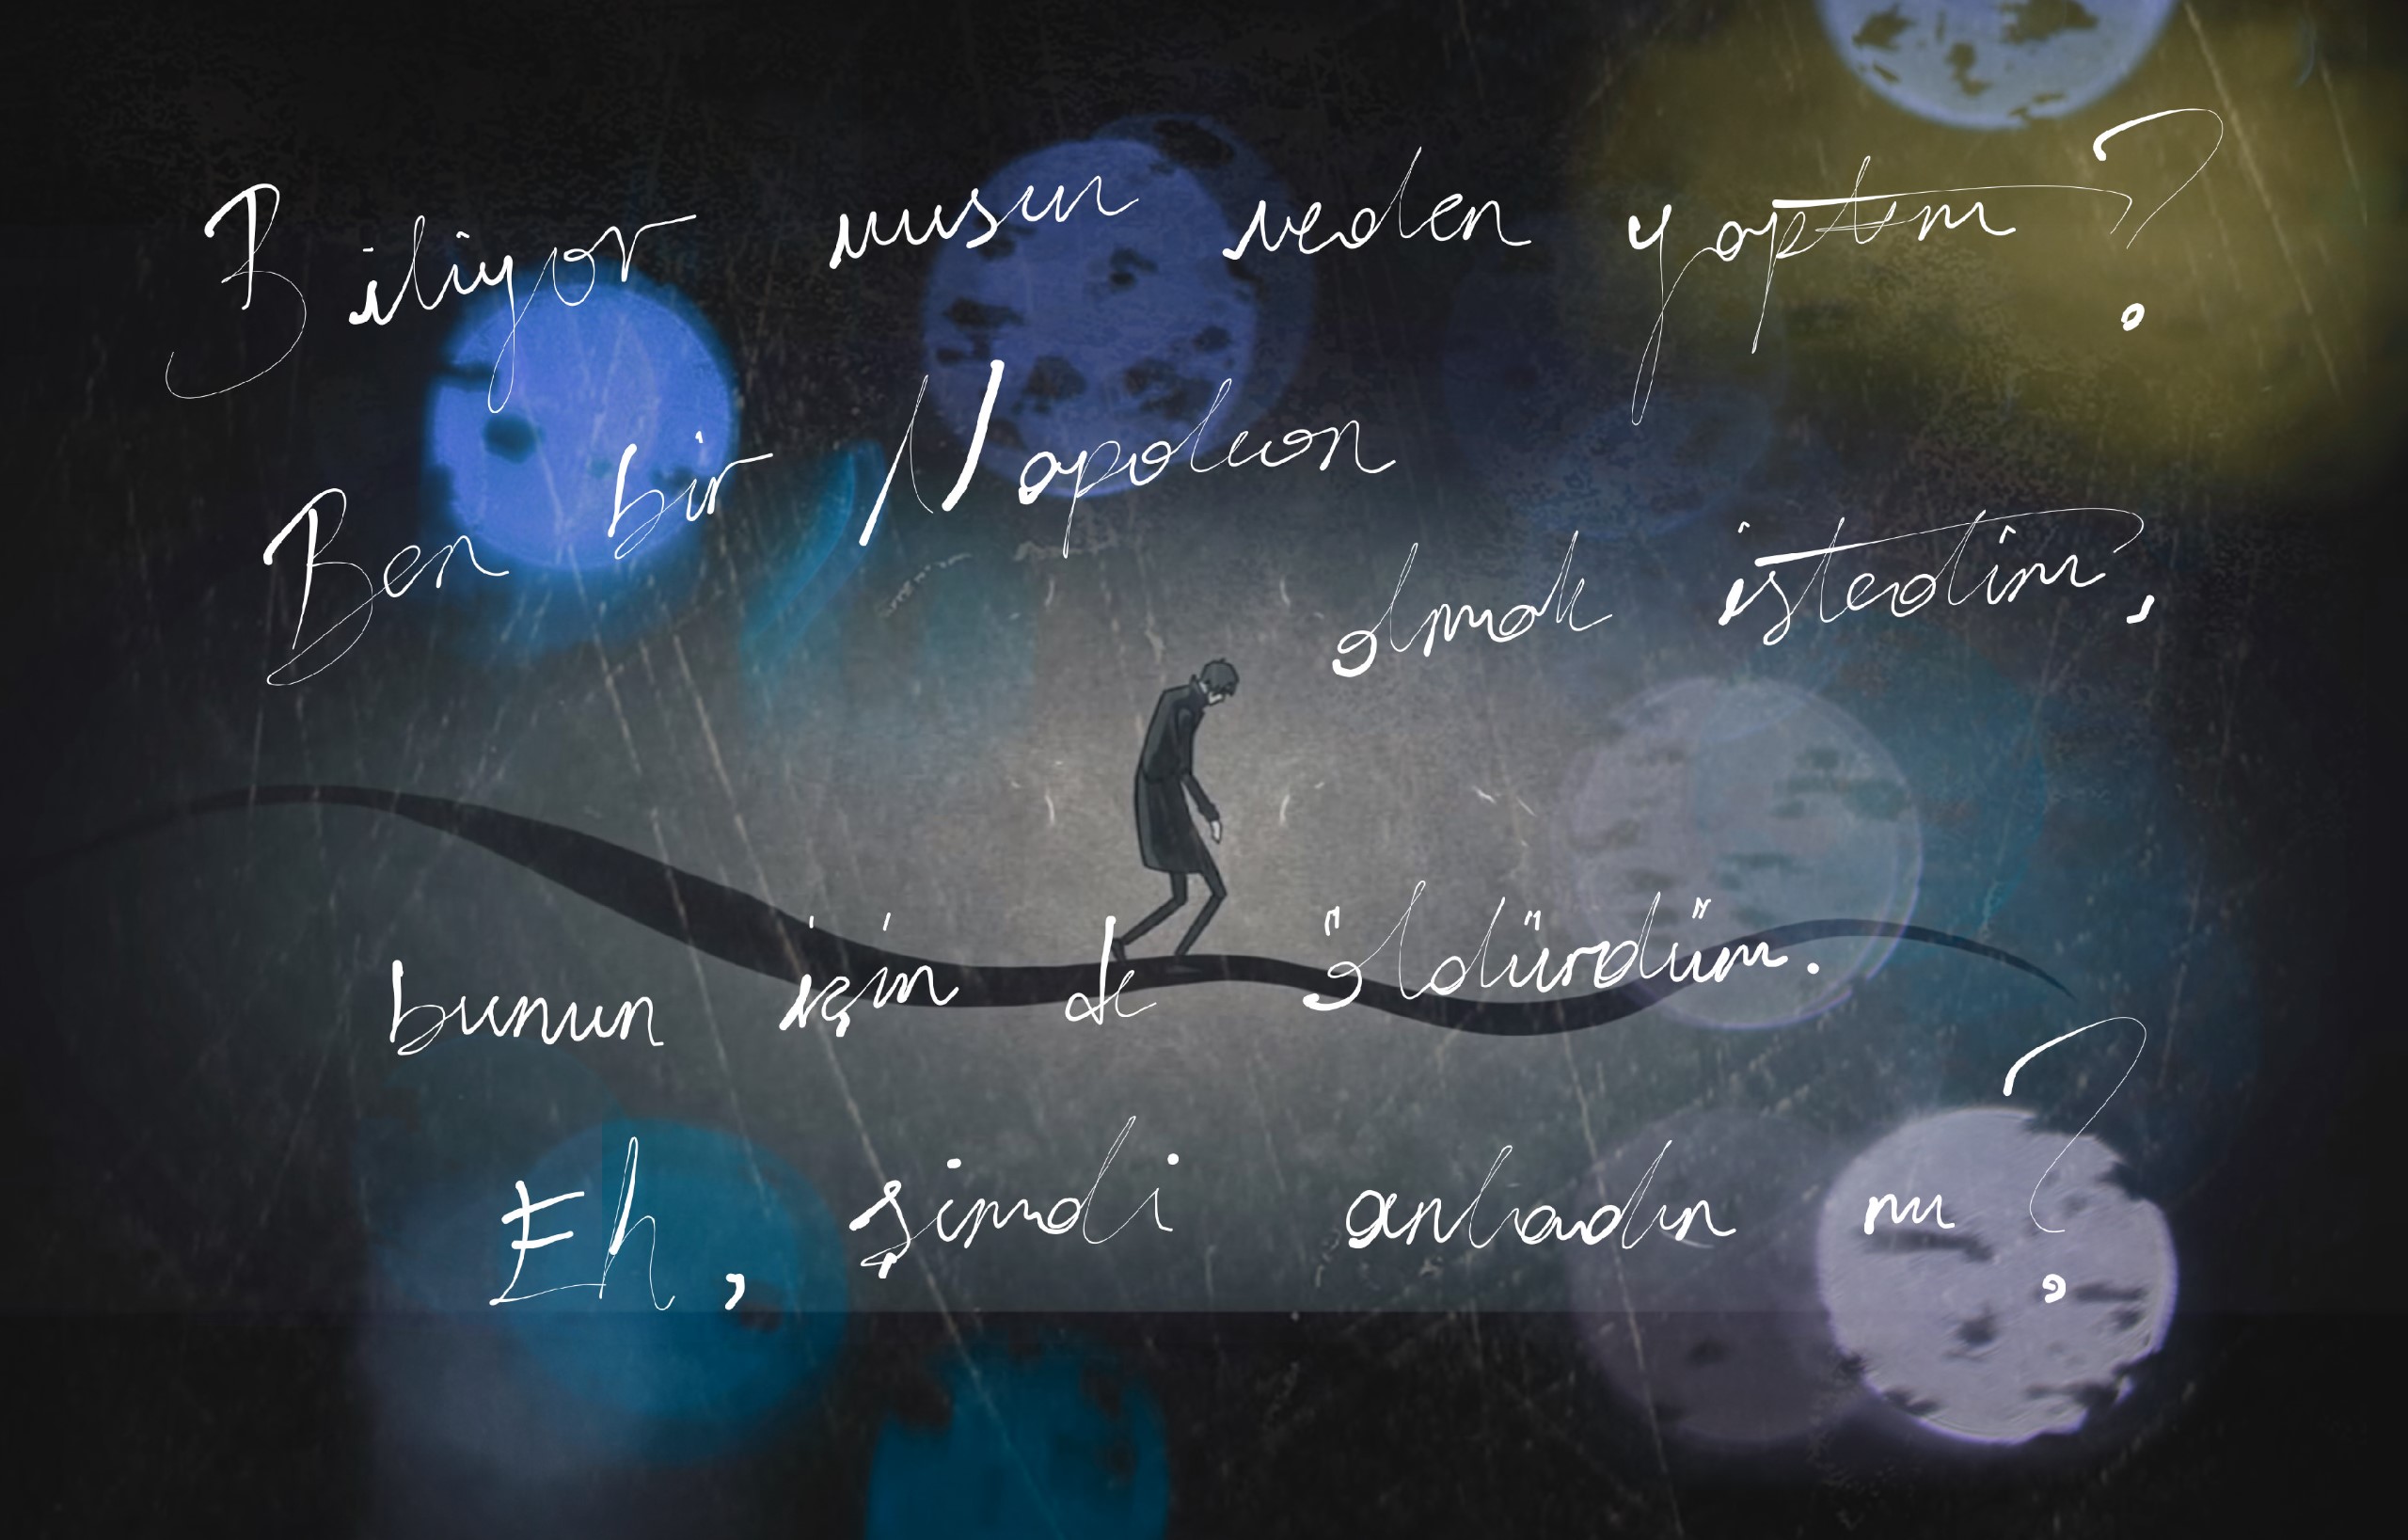 Biliyor musun neden yaptım?
Ben bir Napoleon
olmak istedim,
bunun için de öldürdüm.
Eh, şimdi anladın mı?